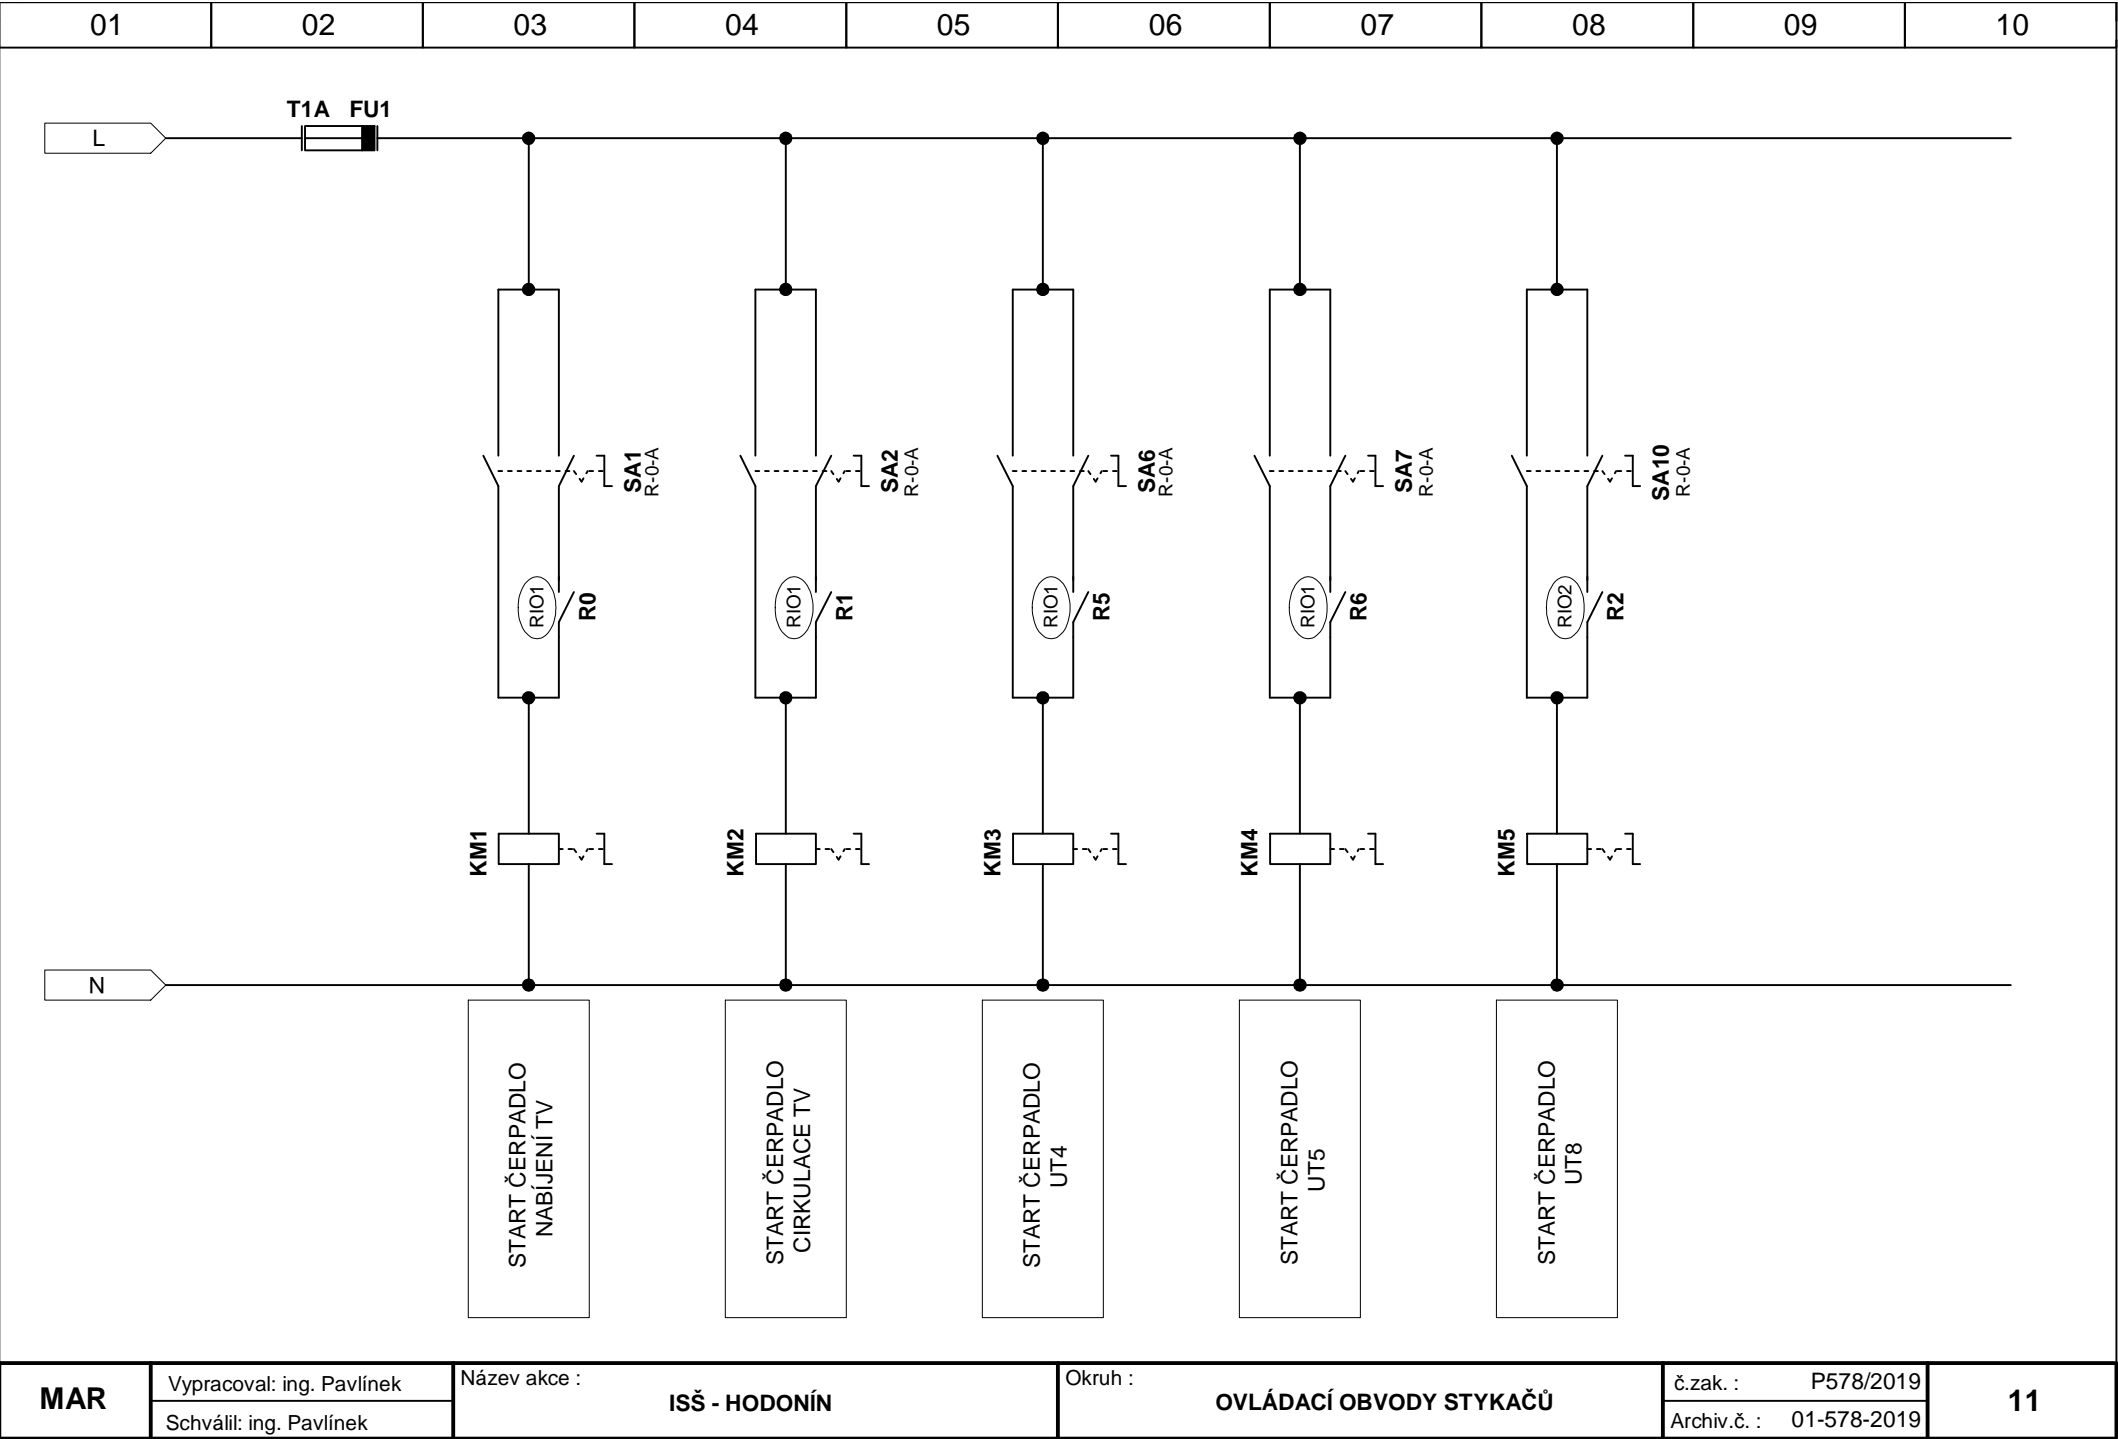 01 02 03 04 05 06 07 08 09 10
T1A FU1
L
SA1
R-0-A
SA2
R-0-A
SA6
R-0-A
SA7
R-0-A
SA10
R-0-A
RIO1
R0
RIO1
R1
RIO1
R5
RIO1
R6
RIO2
R2
KM1
KM2
KM3
KM4
KM5
N
START ČERPADLO
NABÍJENÍ TV
START ČERPADLO
CIRKULACE TV
START ČERPADLO
UT4
START ČERPADLO
UT5
START ČERPADLO
UT8
MAR
Vypracoval: ing. Pavlínek
Schválil: ing. Pavlínek
Název akce :
ISŠ - HODONÍN
Okruh :
OVLÁDACÍ OBVODY STYKAČŮ
č.zak. : P578/2019
Archiv.č. : 01-578-2019
11